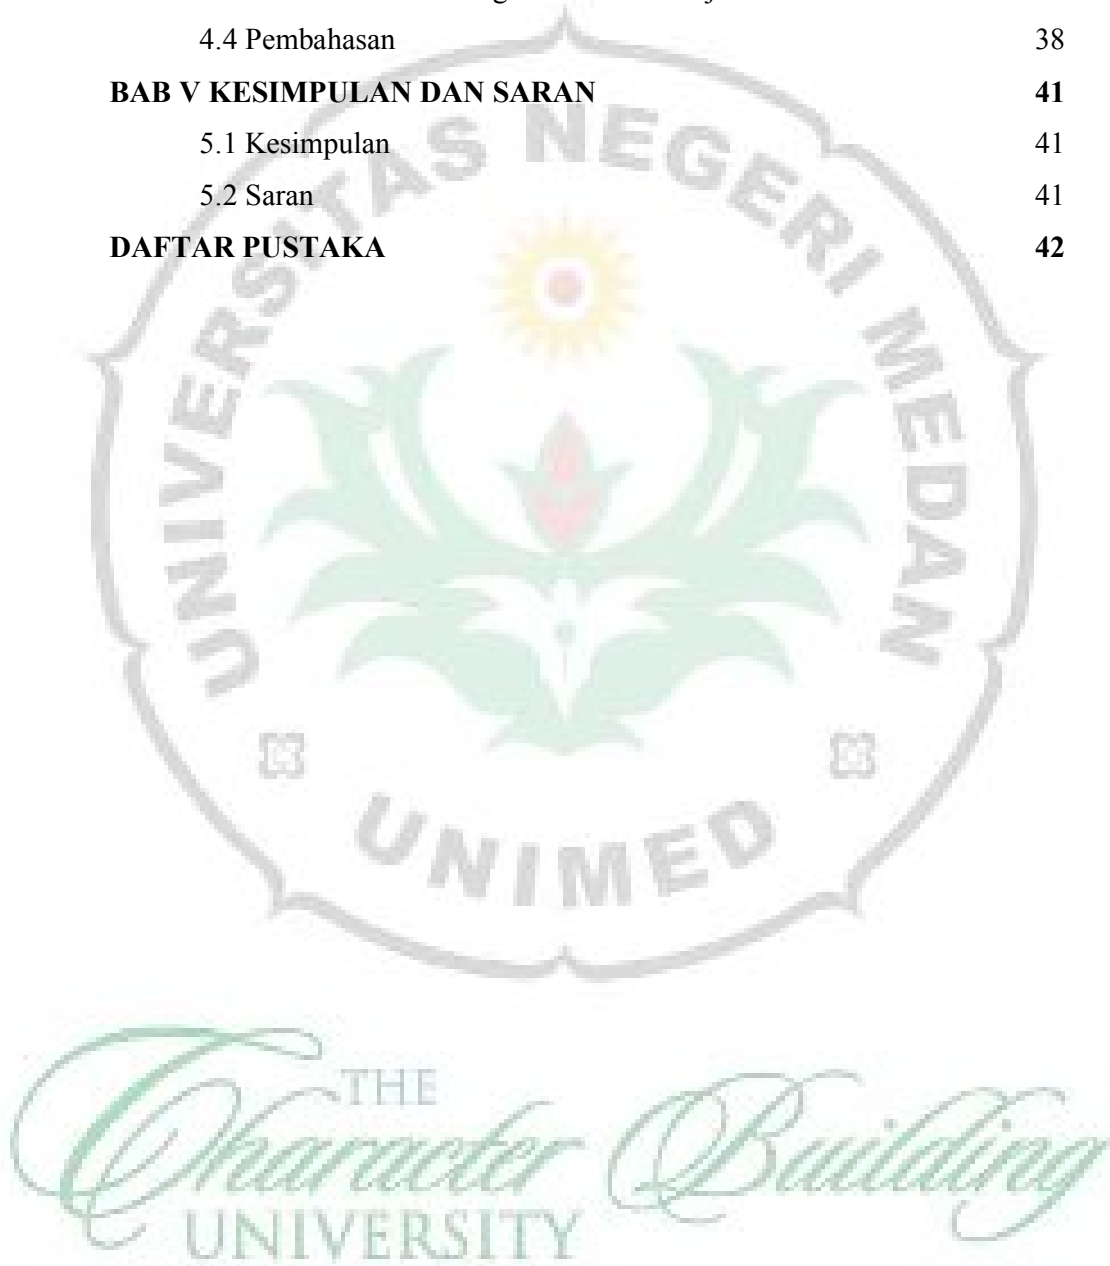 4.4 Pembahasan 38
BAB V KESIMPULAN DAN SARAN 41
5.1 Kesimpulan 41
5.2 Saran 41
DAFTAR PUSTAKA 42
UNIVERSITAS NEGERI MEDAN
UNIMED
THE
Character Building
UNIVERSITY